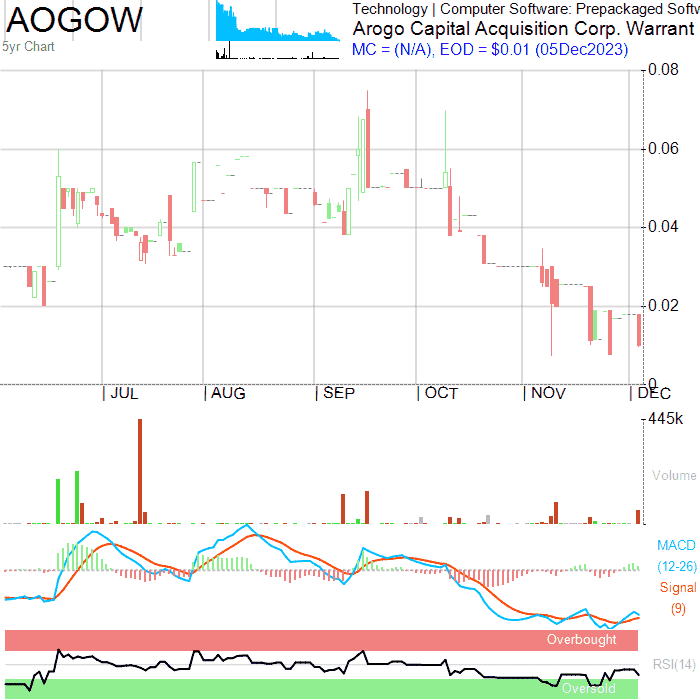 AOGOW
5yr Chart
Technology | Computer Software: Prepackaged Softw
Arogo Capital Acquisition Corp. Warrant
MC = (N/A), EOD = $0.01 (05Dec2023)
0.08
0.06
0.04
0.02
0
JUL AUG SEP OCT NOV DEC
445k
Volume
MACD
(12-26)
Signal
(9)
Overbought
RSI(14)
Oversold